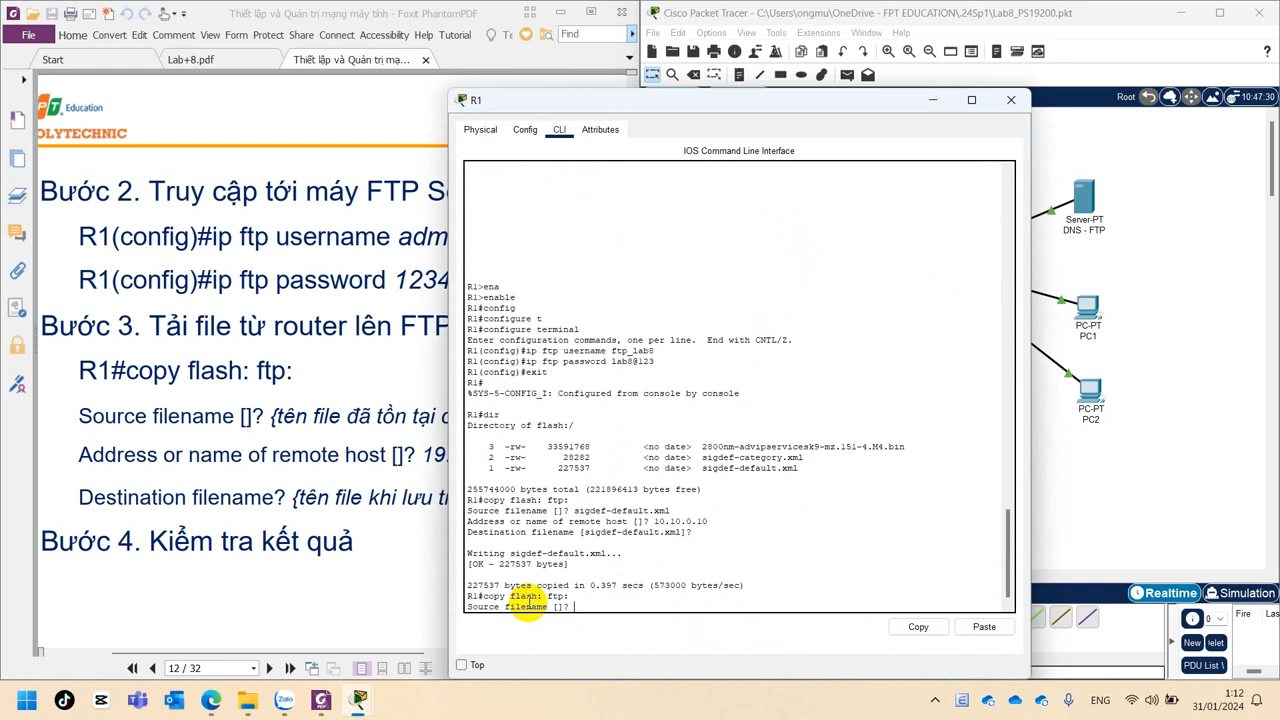 Thiết lập và Quản trị mạng máy tính - Foxit PhantomPDF
File Home Convert Edit Comment View Form Protect Share Connect Accessibility Help Tutorial
Find
Start Lab+8.pdf Thiết lập và Quản trị mạ...
FPT Education
OLYTECHNIC
Bước 2. Truy cập tới máy FTP S
R1(config)#ip ftp username adm
R1(config)#ip ftp password 1234
Bước 3. Tải file từ router lên FTP
R1#copy flash: ftp:
Source filename []? {tên file đã tồn tại
Address or name of remote host []? 19
Destination filename? {tên file khi lưu tr
Bước 4. Kiểm tra kết quả
12 / 32
Cisco Packet Tracer - C:\Users\ongmu\OneDrive - FPT EDUCATION\.24Sp1\Lab8_PS19200.pkt
File Edit Options View Tools Extensions Window Help
Root 10:47:30
Server-PT
DNS - FTP
PC-PT
PC1
PC-PT
PC2
R1
Physical Config CLI Attributes
IOS Command Line Interface
R1>ena
R1>enable
R1#config
R1#configure t
R1#configure terminal
Enter configuration commands, one per line. End with CNTL/Z.
R1(config)#ip ftp username ftp_lab8
R1(config)#ip ftp password lab8@123
R1(config)#exit
R1#
%SYS-5-CONFIG_I: Configured from console by console
R1#dir
Directory of flash:/
3 -rw- 33591768 <no date> 2800nm-advipservicesk9-mz.151-4.M4.bin
2 -rw- 28282 <no date> sigdef-category.xml
1 -rw- 227537 <no date> sigdef-default.xml
255744000 bytes total (221896413 bytes free)
R1#copy flash: ftp:
Source filename []? sigdef-default.xml
Address or name of remote host []? 10.10.0.10
Destination filename [sigdef-default.xml]?
Writing sigdef-default.xml...
[OK - 227537 bytes]
227537 bytes copied in 0.397 secs (573000 bytes/sec)
R1#copy flash: ftp:
Source filename []?
Copy Paste
Top
Realtime Simulation
0 Fire
New
PDU List
ENG
1:12
31/01/2024